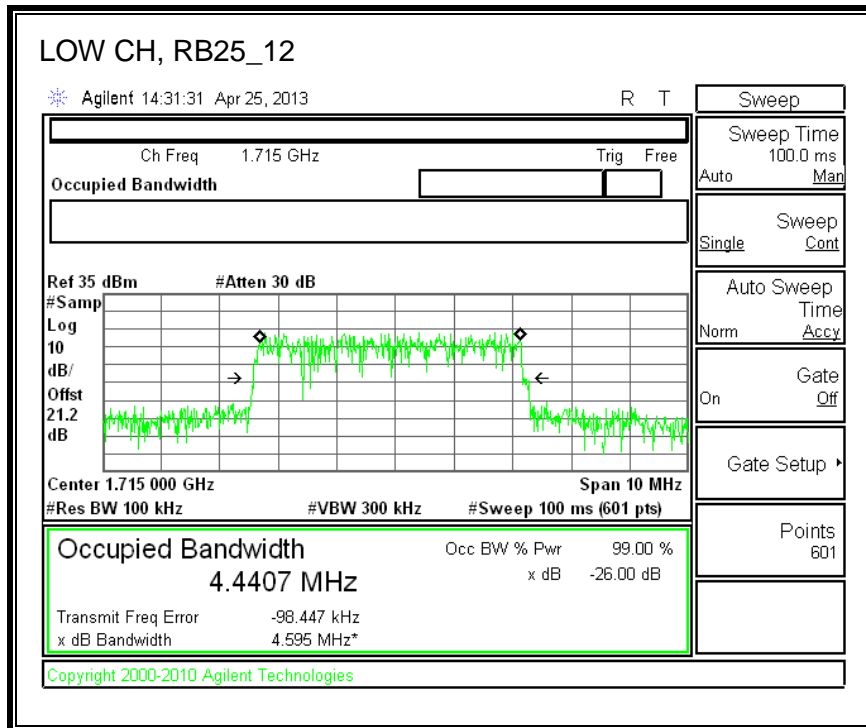 LOW CH, RB25_12
Agilent 14:31:31 Apr 25, 2013 R T
Ch Freq 1.715 GHz Trig Free
Occupied Bandwidth
Ref 35 dBm #Atten 30 dB
#Samp
Log
10
dB/
Offst
21.2
dB
Center 1.715 000 GHz Span 10 MHz
#Res BW 100 kHz #VBW 300 kHz #Sweep 100 ms (601 pts)
Occupied Bandwidth Occ BW % Pwr 99.00 %
4.4407 MHz x dB -26.00 dB
Transmit Freq Error -98.447 kHz
x dB Bandwidth 4.595 MHz*
Copyright 2000-2010 Agilent Technologies
Sweep
Sweep Time
100.0 ms
Auto Man
Sweep
Single Cont
Auto Sweep
Time
Norm Accy
Gate
On Off
Gate Setup
Points
601